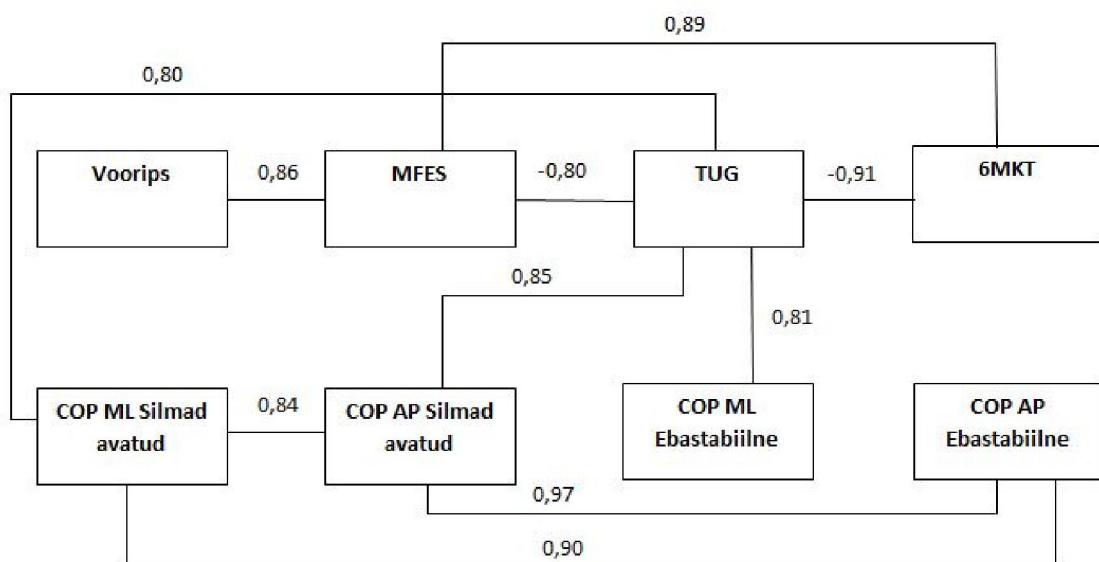 0,89
0,80
Voorips
0,86
MFES
-0,80
TUG
-0,91
6MKT
0,85
0,81
COP ML Silmad
avatud
0,84
COP AP Silmad
avatud
COP ML
Ebastabiilne
COP AP
Ebastabiilne
0,97
0,90